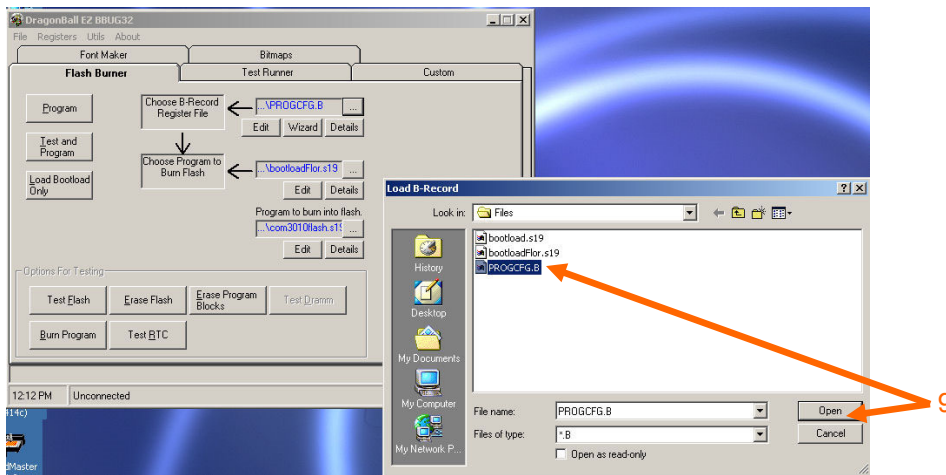 DragonBall EZ BBUG32
File Registers Utils About
Font Maker
Bitmaps
Flash Burner
Test Runner
Custom
Program
Choose B-Record
Register File
...\PROGCFG.B
...
Edit
Wizard
Details
Test and
Program
Choose Program to
Burn Flash
...\bootloadFlor.s19
...
Load Bootload
Only
Edit
Details
Program to burn into flash.
...\com3010flash.s19
...
Edit
Details
Options For Testing
Test Flash
Erase Flash
Erase Program
Blocks
Test Dramm
Burn Program
Test RTC
12:12 PM
Unconnected
414c)
dMaster
Load B-Record
Look in:
Files
History
Desktop
My Documents
My Computer
My Network P...
bootload.s19
bootloadFlor.s19
PROGCFG.B
File name:
PROGCFG.B
Open
Files of type:
*.B
Cancel
Open as read-only
9